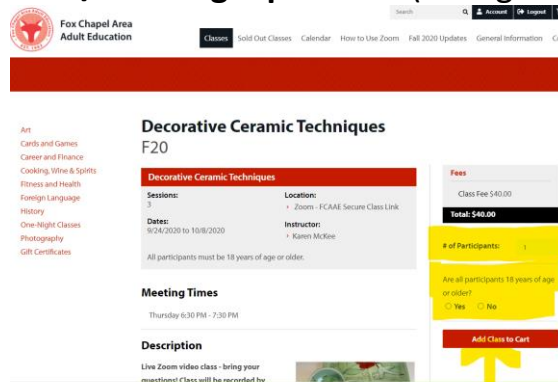 Fox Chapel Area
Adult Education
Search
Account
Logout
Classes
Sold Out Classes
Calendar
How to Use Zoom
Fall 2020 Updates
General Information
Art
Cards and Games
Career and Finance
Cooking, Wine & Spirits
Fitness and Health
Foreign Language
History
One-Night Classes
Photography
Gift Certificates
Decorative Ceramic Techniques
F20
Decorative Ceramic Techniques
Sessions:
3
Location:
Zoom - FCAAE Secure Class Link
Dates:
9/24/2020 to 10/8/2020
Instructor:
Karen McKee
All participants must be 18 years of age or older.
Meeting Times
Thursday 6:30 PM - 7:30 PM
Description
Live Zoom video class - bring your
questions! Class will be recorded by
Fees
Class Fee $40.00
Total: $40.00
# of Participants:
1
Are all participants 18 years of age
or older?
Yes
No
Add Class to Cart